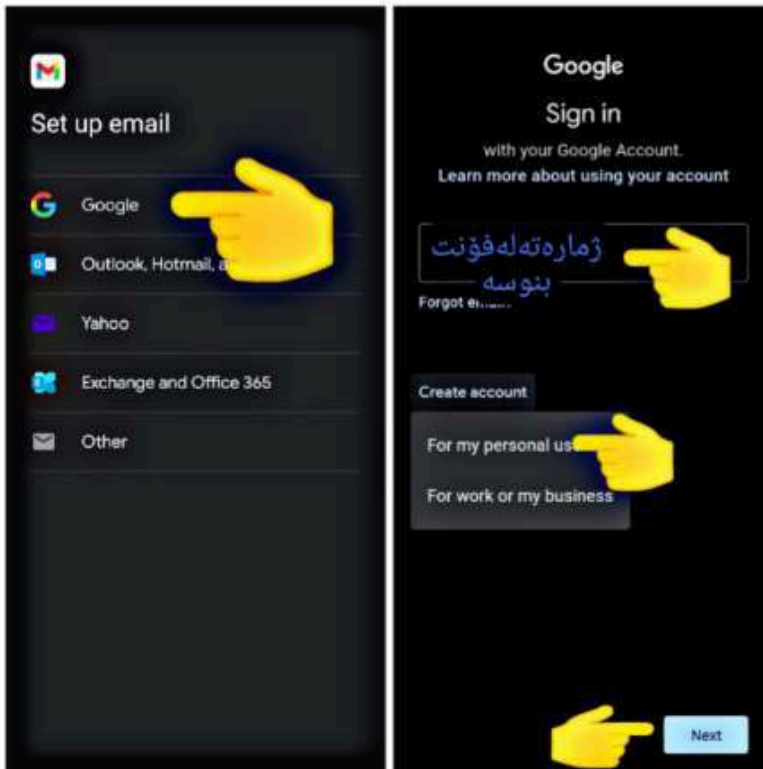 Set up email
Google
Outlook, Hotmail,
Yahoo
Exchange and Office 365
Other
Google
Sign in
with your Google Account.
Learn more about using your account
ژمارەتەلەفۆنت
بنوسە
Forgot
Create account
For my personal
For work or my business
Next